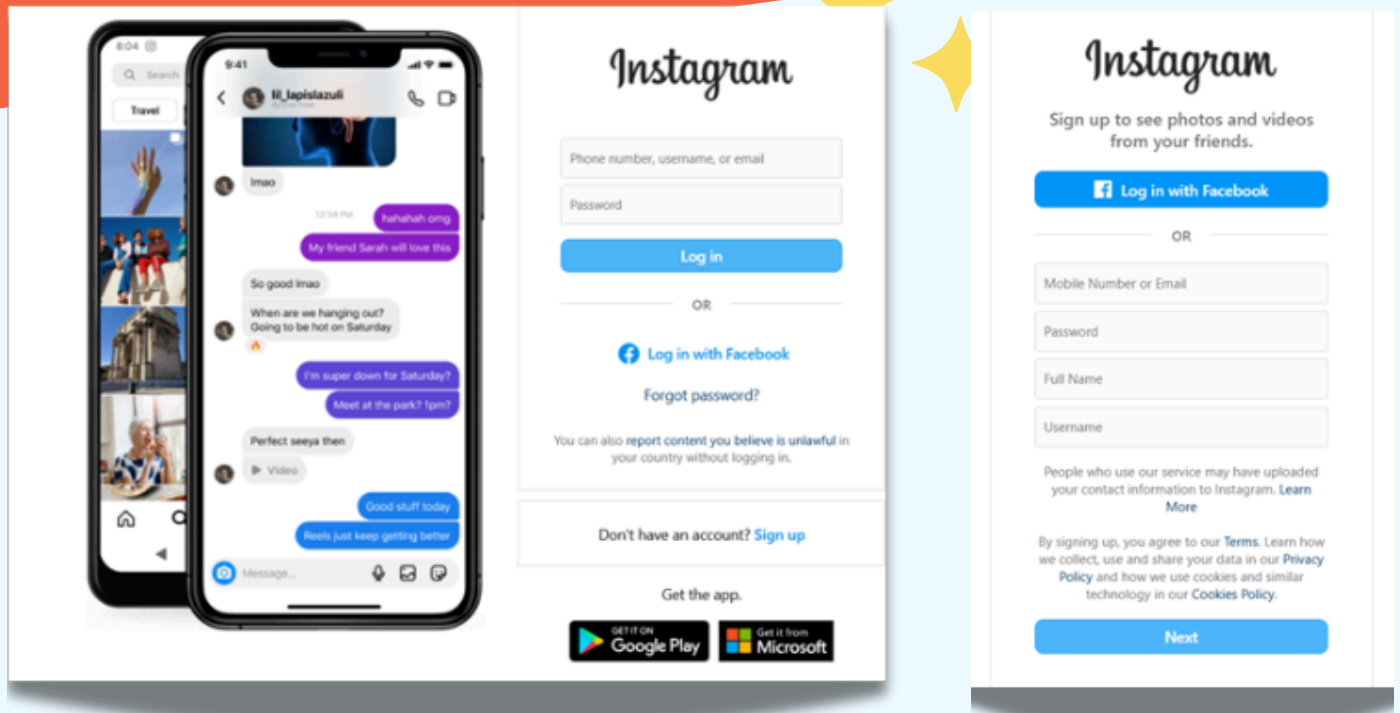 8:04
Search
Travel
9:41
lil_lapislazuli
Active now
lmao
12:38 PM
hahahah omg
My friend Sarah will love this
So good lmao
When are we hanging out?
Going to be hot on Saturday
I'm super down for Saturday?
Meet at the park? 1pm?
Perfect seeya then
Video
Good stuff today
Reels just keep getting better
Message...
Instagram
Phone number, username, or email
Password
Log in
OR
Log in with Facebook
Forgot password?
You can also report content you believe is unlawful in
your country without logging in.
Don't have an account? Sign up
Get the app.
GET IT ON
Google Play
Get it from
Microsoft
Instagram
Sign up to see photos and videos
from your friends.
Log in with Facebook
OR
Mobile Number or Email
Password
Full Name
Username
People who use our service may have uploaded
your contact information to Instagram. Learn
More
By signing up, you agree to our Terms. Learn how
we collect, use and share your data in our Privacy
Policy and how we use cookies and similar
technology in our Cookies Policy.
Next